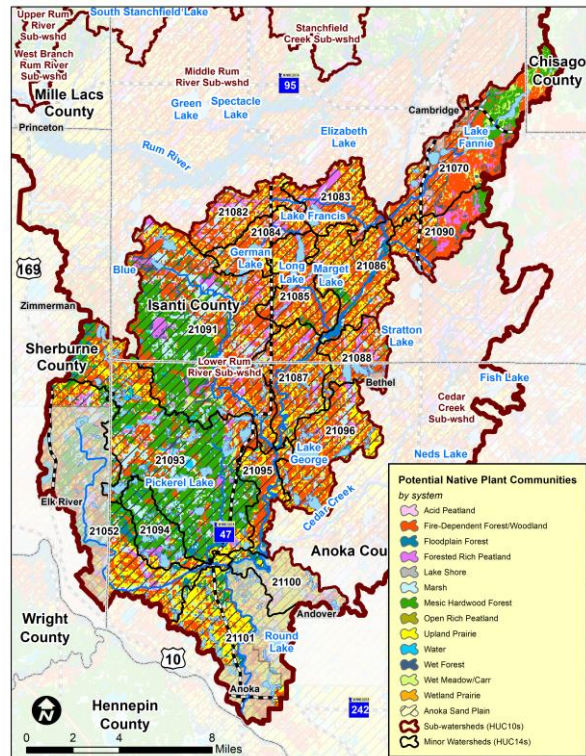 Upper Rum
River
Sub-wshd
South Stanchfield Lake
Stanchfield
Creek Sub-wshd
West Branch
Rum River
Sub-wshd
Middle Rum
River Sub-wshd
95
Chisago
County
Mille Lacs
County
Green
Lake
Spectacle
Lake
Cambridge
Princeton
Elizabeth
Lake
Lake
Fannie
Rum River
21070
21083
21082
Lake Francis
21084
21090
German
Lake
Long
Lake
Marget
Lake
21086
Blue
169
21085
Isanti County
Zimmerman
21091
Stratton
Lake
Sherburne
County
21088
Lower Rum
River Sub-wshd
21087
Bethel
Fish Lake
Cedar
Creek
Sub-wshd
21096
Lake
George
Neds Lake
21093
21095
Pickerel Lake
Elk River
Cedar Creek
21052
21094
47
Anoka Cou
21100
Andover
Wright
County
21101
Round
Lake
10
Anoka
Hennepin
County
242
N
0 2 4 8
Miles
Potential Native Plant Communities
by system
Acid Peatland
Fire-Dependent Forest/Woodland
Floodplain Forest
Forested Rich Peatland
Lake Shore
Marsh
Mesic Hardwood Forest
Open Rich Peatland
Upland Prairie
Water
Wet Forest
Wet Meadow/Carr
Wetland Prairie
Anoka Sand Plain
Sub-watersheds (HUC10s)
Minor Watersheds (HUC14s)